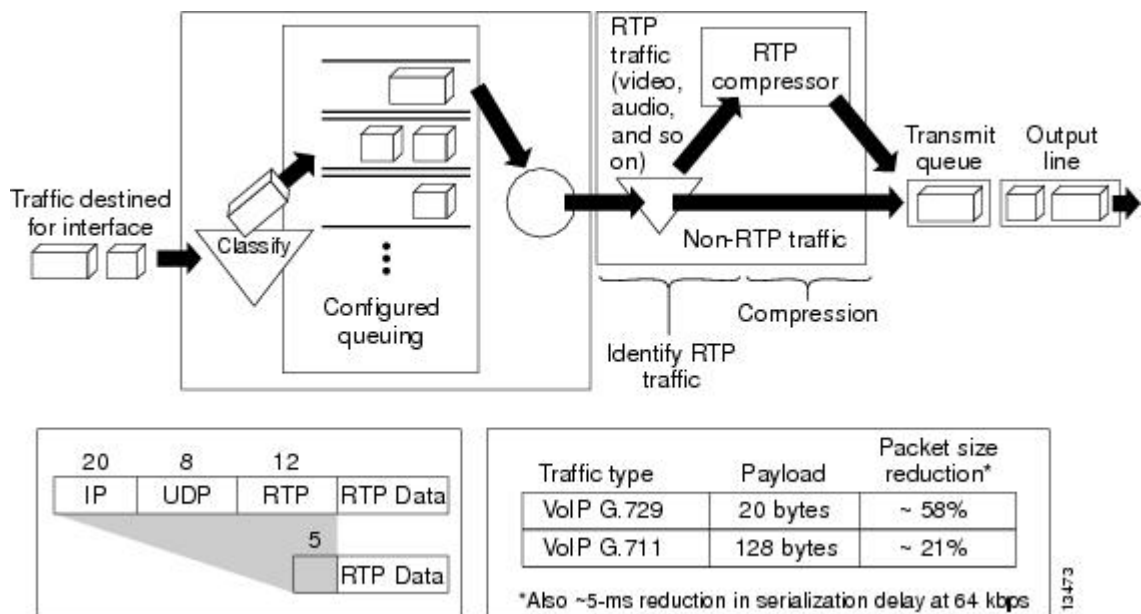 RTP
traffic
(video,
audio,
and so
on)
RTP
compressor
Transmit
queue
Output
line
Traffic destined
for interface
Classify
Configured
queuing
Non-RTP traffic
Compression
Identify RTP
traffic
20 8 12
IP UDP RTP RTP Data
5
RTP Data
Traffic type Payload Packet size
reduction*
VoIP G.729 20 bytes ~ 58%
VoIP G.711 128 bytes ~ 21%
*Also ~5-ms reduction in serialization delay at 64 kbps
13473